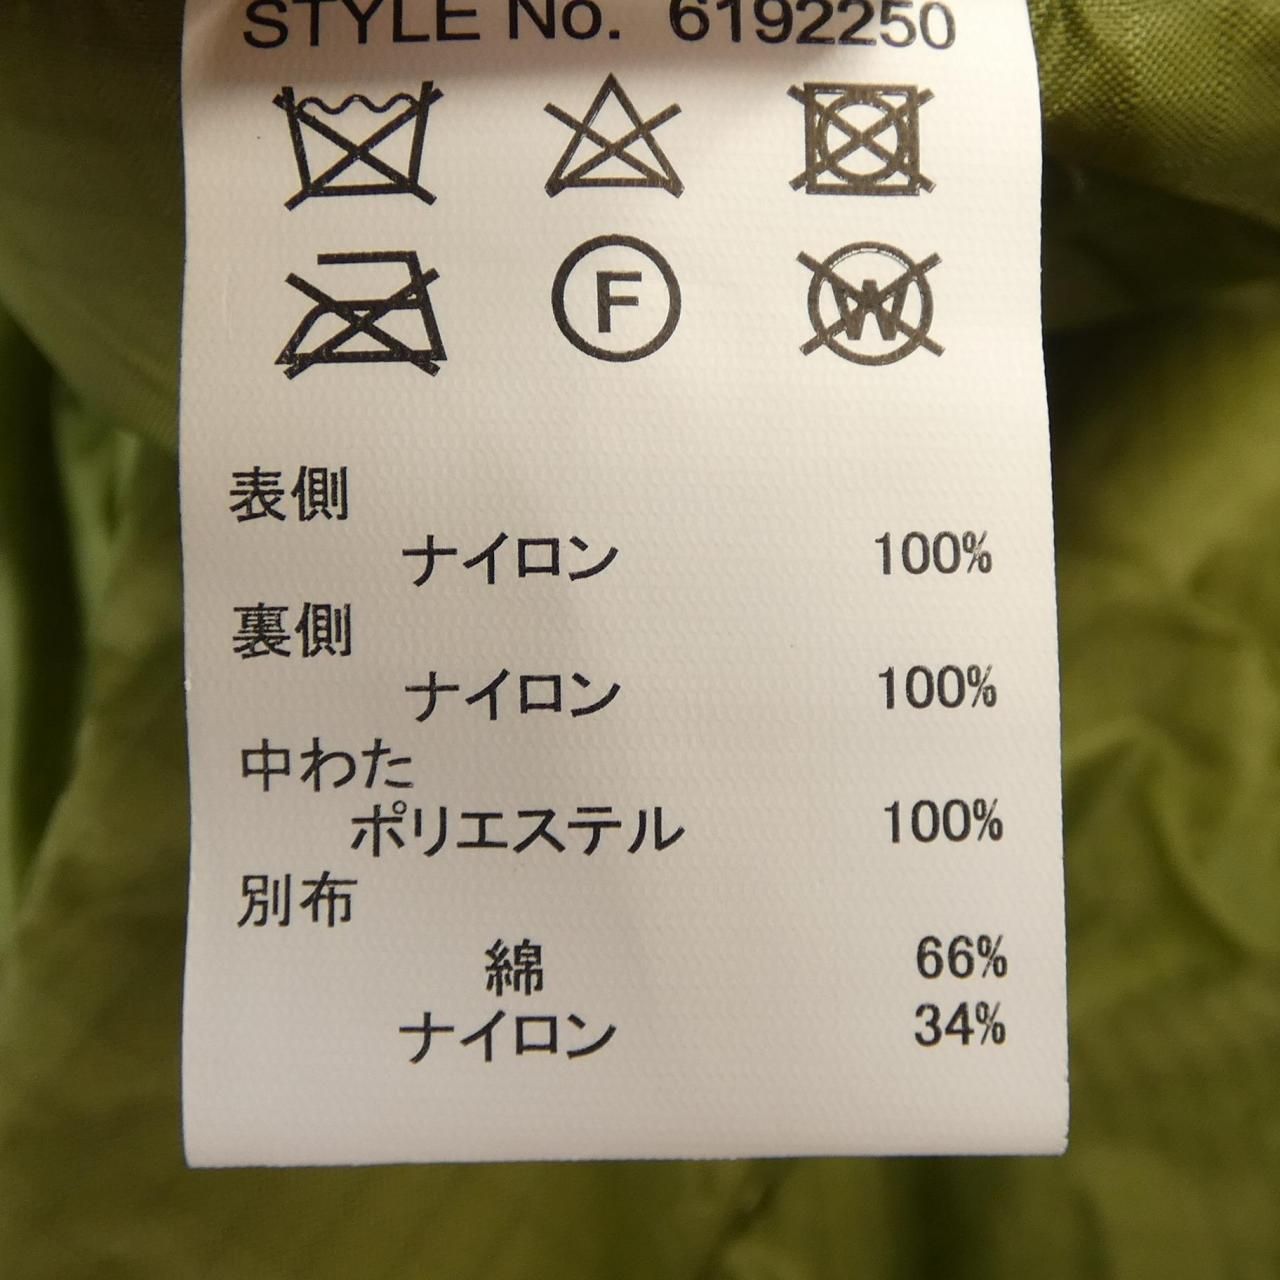 STYLE No. 6192250
F
W
表側
ナイロン 100%
裏側
ナイロン 100%
中わた
ポリエステル 100%
別布
綿 66%
ナイロン 34%